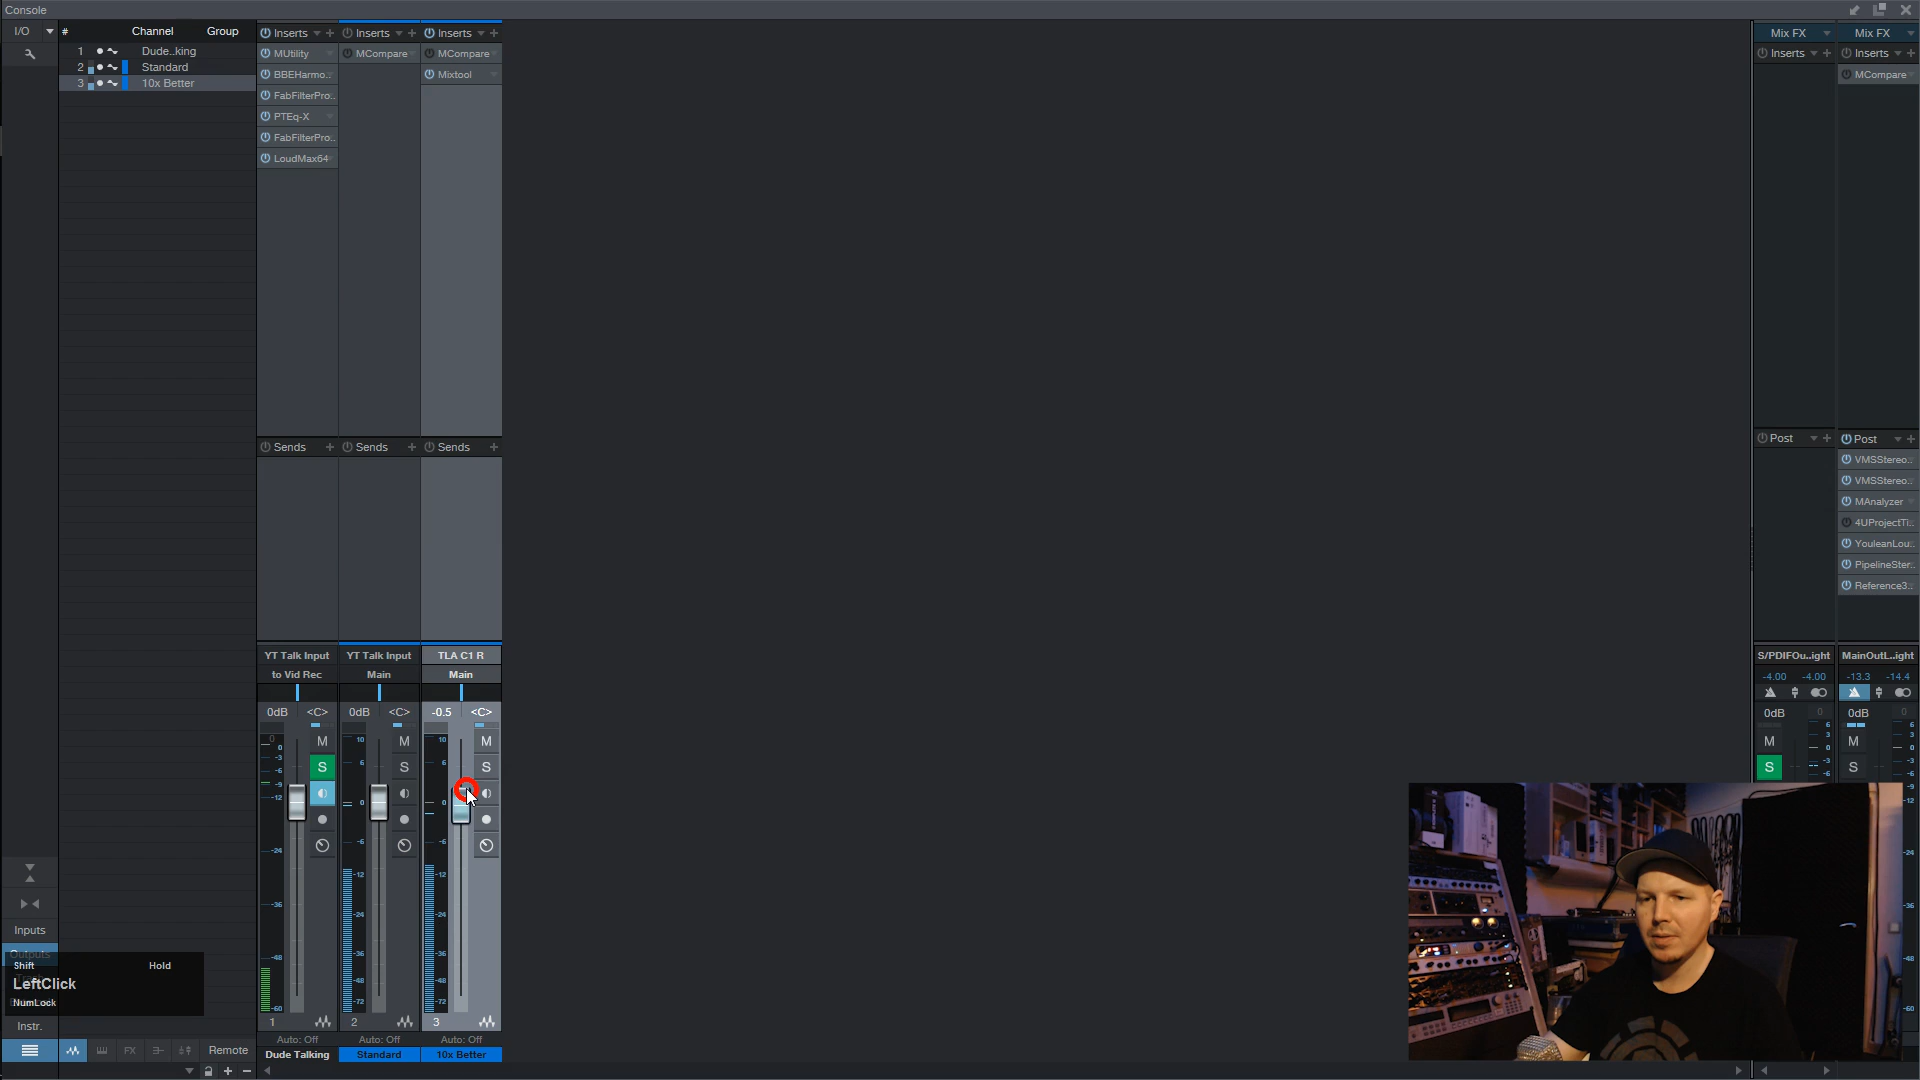 Console
I/O
# Channel Group
1 Dude..king
2 Standard
3 10x Better
Inserts
MUtility
BBEHarmo..
FabFilterPro..
PTEq-X
FabFilterPro..
LoudMax64
Inserts
MCompare
Inserts
MCompare
Mixtool
Sends
Sends
Sends
YT Talk Input
to Vid Rec
YT Talk Input
Main
TLA C1 R
Main
0dB <C>
0dB <C>
-0.5 <C>
M
S
M
S
M
S
1
2
3
Auto: Off
Auto: Off
Auto: Off
Dude Talking
Standard
10x Better
Inputs
Outputs
Shift Hold
LeftClick
NumLock
Instr.
FX
Remote
Mix FX
Inserts
Mix FX
Inserts
MCompare
Post
Post
VMSStereo..
VMSStereo..
MAnalyzer
4UProjectTi..
YouleanLou..
PipelineSter..
Reference3..
S/PDIFOu..ight
MainOutL..ight
-4.00 -4.00
-13.3 -14.4
0dB 0
0dB 0
M
S
M
S